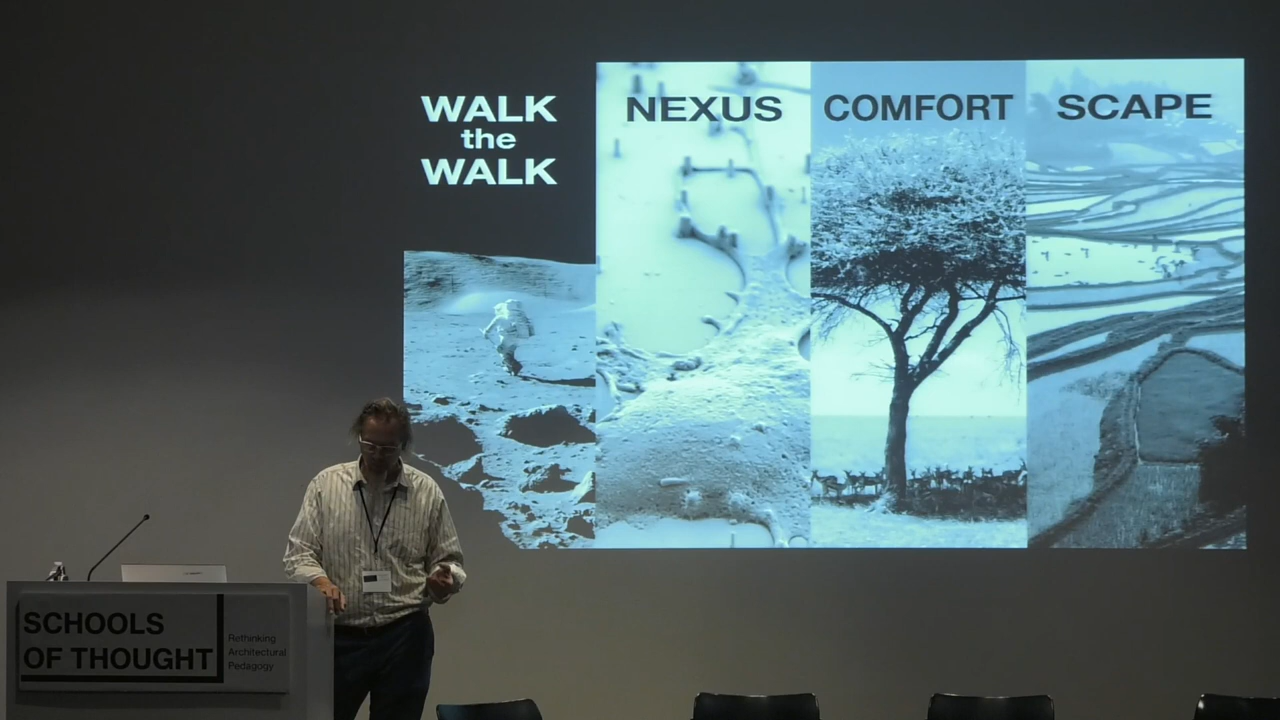 WALK
the
WALK
NEXUS
COMFORT
SCAPE
SCHOOLS
OF THOUGHT
Rethinking
Architectural
Pedagogy